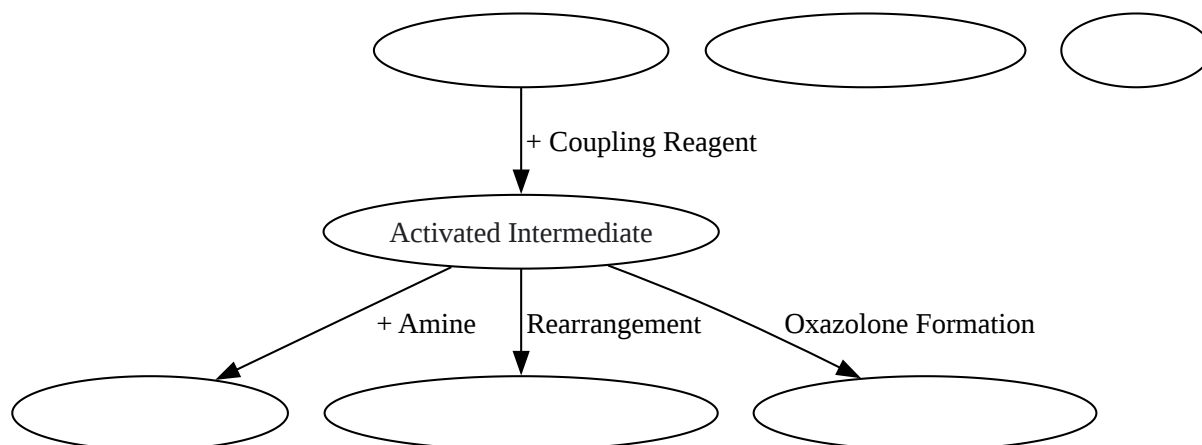 + Coupling Reagent
Activated Intermediate
+ Amine
Rearrangement
Oxazolone Formation